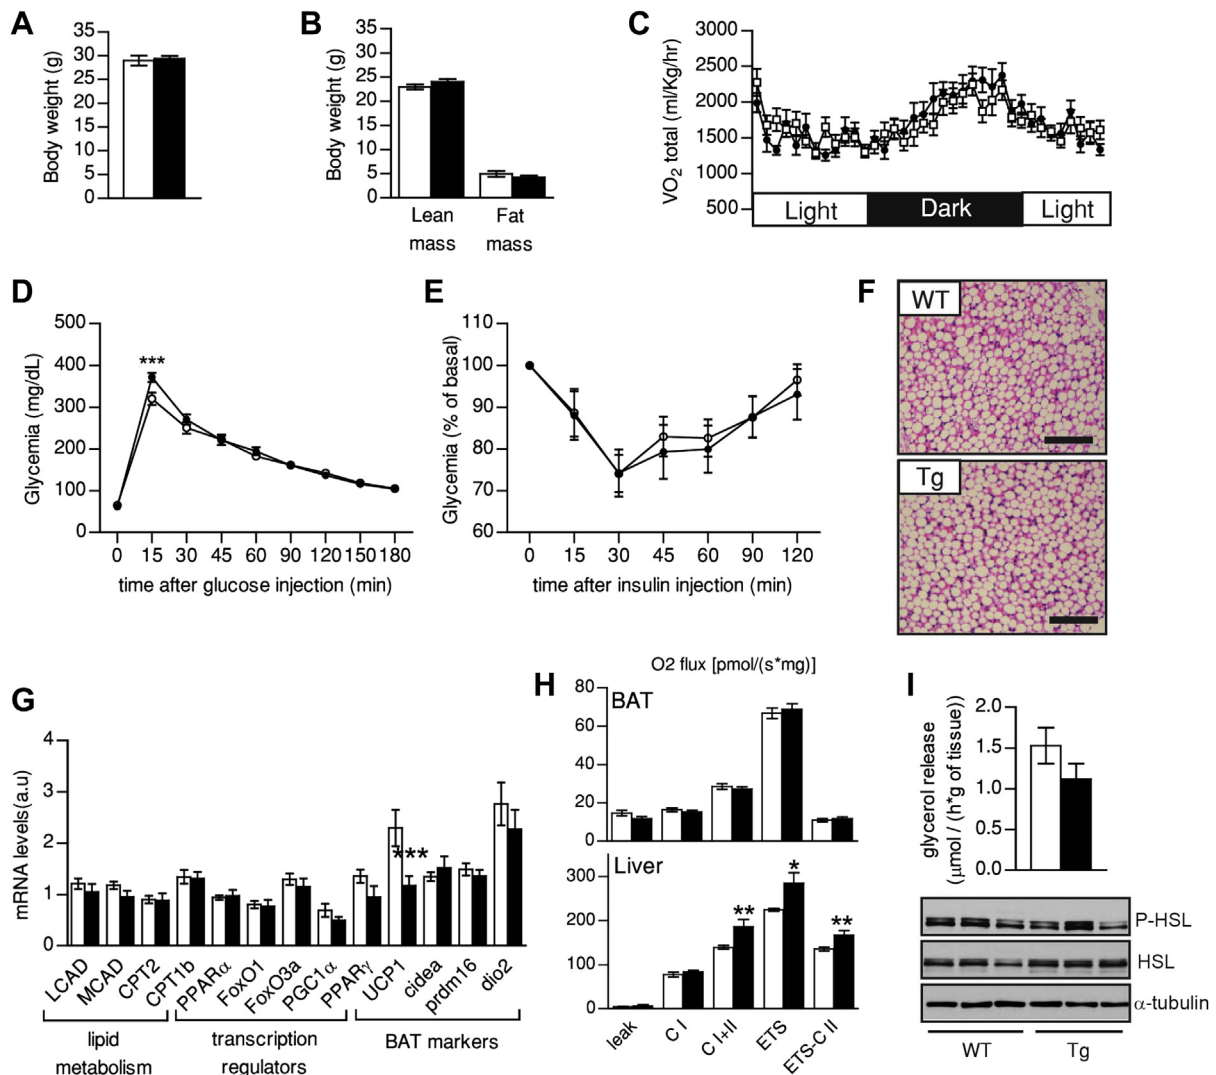 A
Body weight (g)
35
30
25
20
15
10
5
0
B
Body weight (g)
35
30
25
20
15
10
5
0
Lean
mass
Fat
mass
C
VO2 total (ml/Kg/hr)
3000
2500
2000
1500
1000
500
Light
Dark
Light
D
Glycemia (mg/dL)
500
400
300
200
100
0
***
0 15 30 45 60 90 120 150 180
time after glucose injection (min)
E
Glycemia (% of basal)
110
100
90
80
70
60
0 15 30 45 60 90 120
time after insulin injection (min)
F
WT
Tg
G
mRNA levels(a.u)
4
3
2
1
0
***
LCAD
MCAD
CPT2
CPT1b
PPARα
FoxO1
FoxO3a
PGC1α
PPARγ
UCP1
cidea
prdm16
dio2
lipid
metabolism
transcription
regulators
BAT markers
H
O2 flux [pmol/(s*mg)]
BAT
80
60
40
20
0
Liver
300
200
100
0
**
*
**
leak
C I
C I+II
ETS
ETS-C II
I
glycerol release
(μmol / (h*g of tissue))
2.0
1.5
1.0
0.0
P-HSL
HSL
α-tubulin
WT
Tg